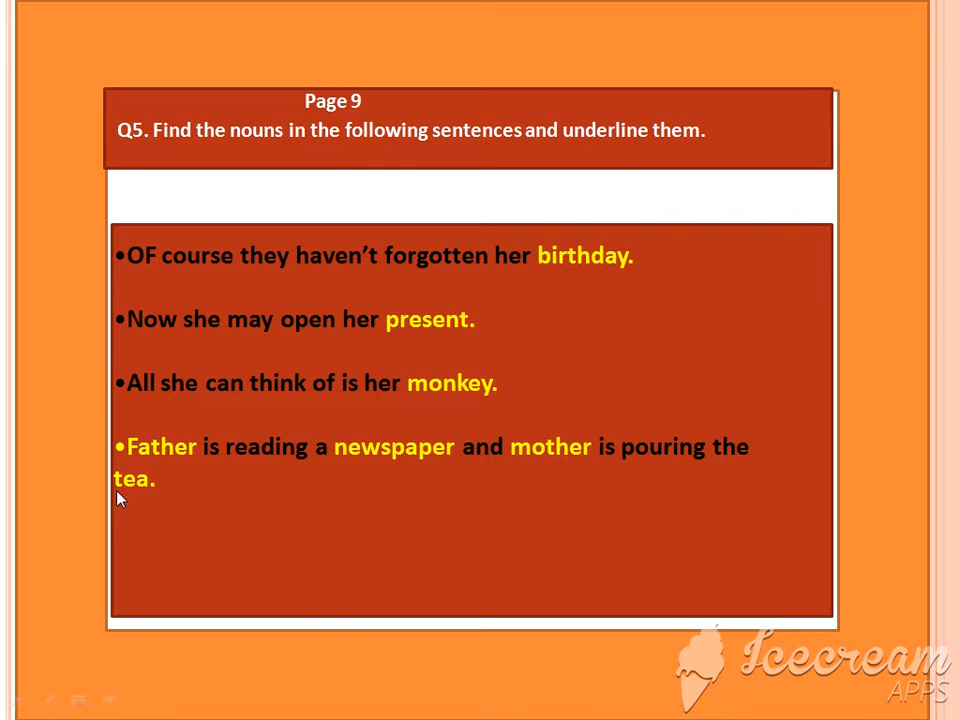 Page 9
Q5. Find the nouns in the following sentences and underline them.
•OF course they haven’t forgotten her birthday.
•Now she may open her present.
•All she can think of is her monkey.
•Father is reading a newspaper and mother is pouring the
tea.
Icecream
APPS